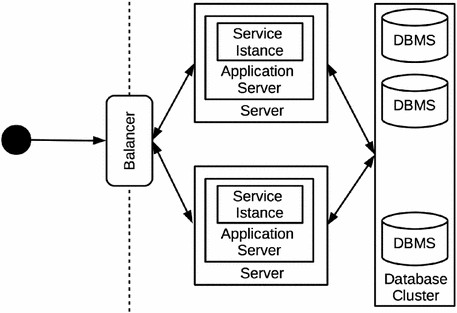 Balancer
Service
Istance
Application
Server
Server
Service
Istance
Application
Server
Server
DBMS
DBMS
DBMS
Database
Cluster